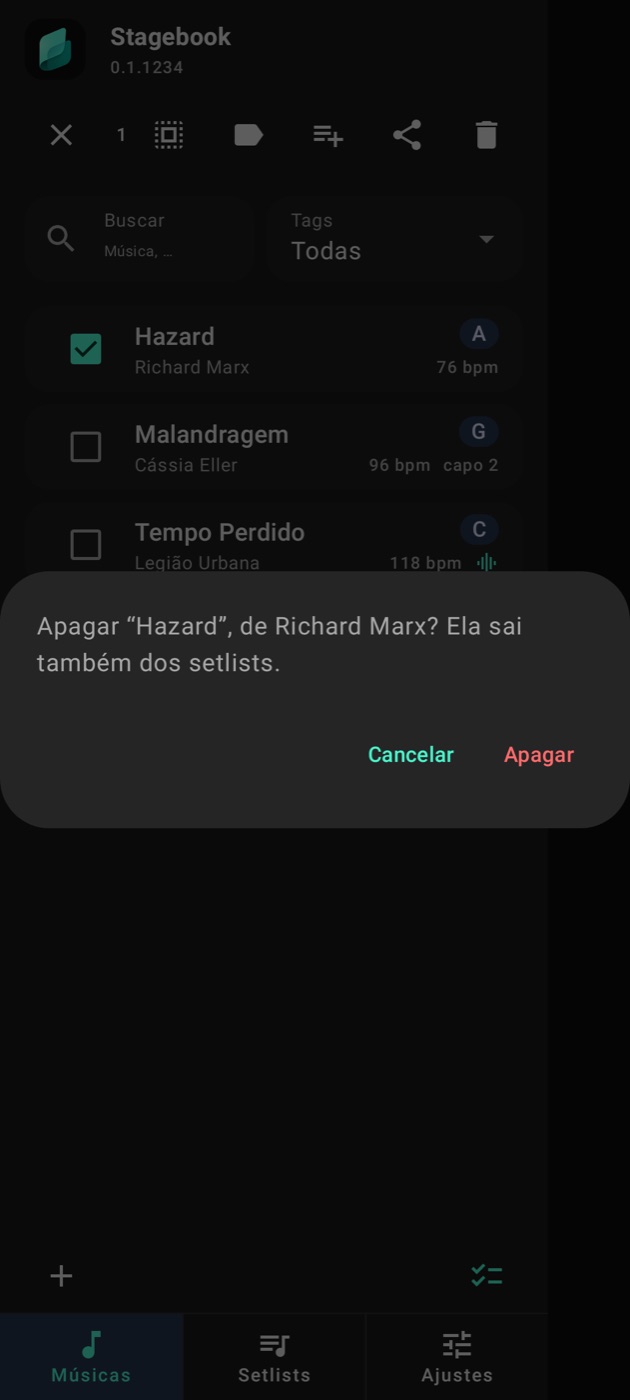 Stagebook
0.1.1234
1
Buscar
Música, …
Tags
Todas
Hazard
A
Richard Marx
76 bpm
Malandragem
G
Cássia Eller
96 bpm capo 2
Tempo Perdido
C
Legião Urbana
118 bpm
Apagar “Hazard”, de Richard Marx? Ela sai
também dos setlists.
Cancelar
Apagar
Músicas
Setlists
Ajustes